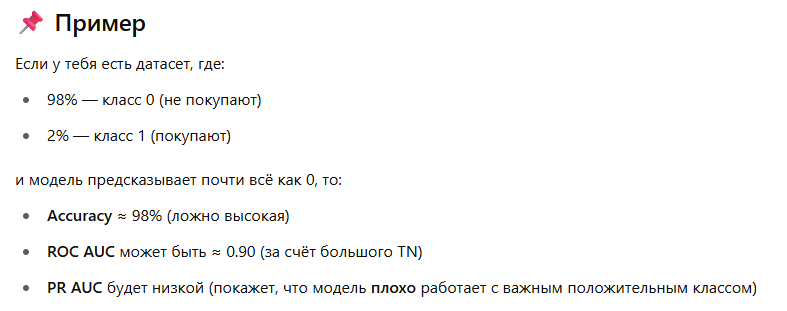 📌 Пример
Если у тебя есть датасет, где:
• 98% — класс 0 (не покупают)
• 2% — класс 1 (покупают)
и модель предсказывает почти всё как 0, то:
• Accuracy ≈ 98% (ложно высокая)
• ROC AUC может быть ≈ 0.90 (за счёт большого TN)
• PR AUC будет низкой (покажет, что модель плохо работает с важным положительным классом)